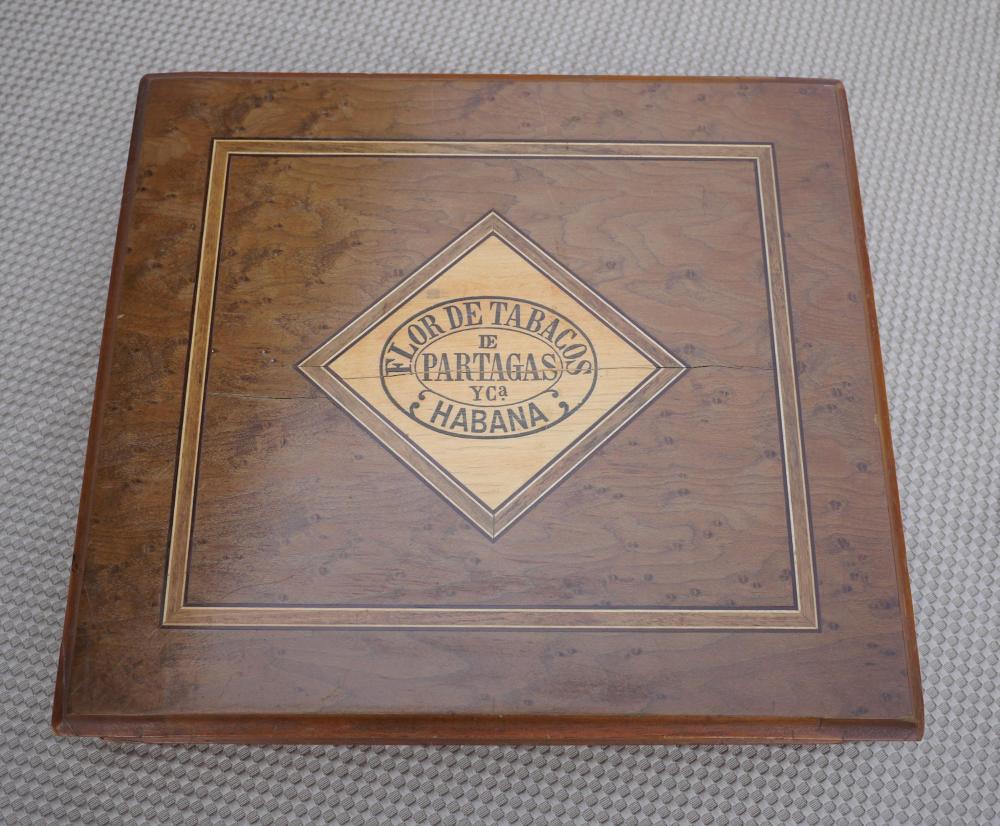 FLOR DE TABACOS
DE
PARTAGAS
Y Cª
HABANA